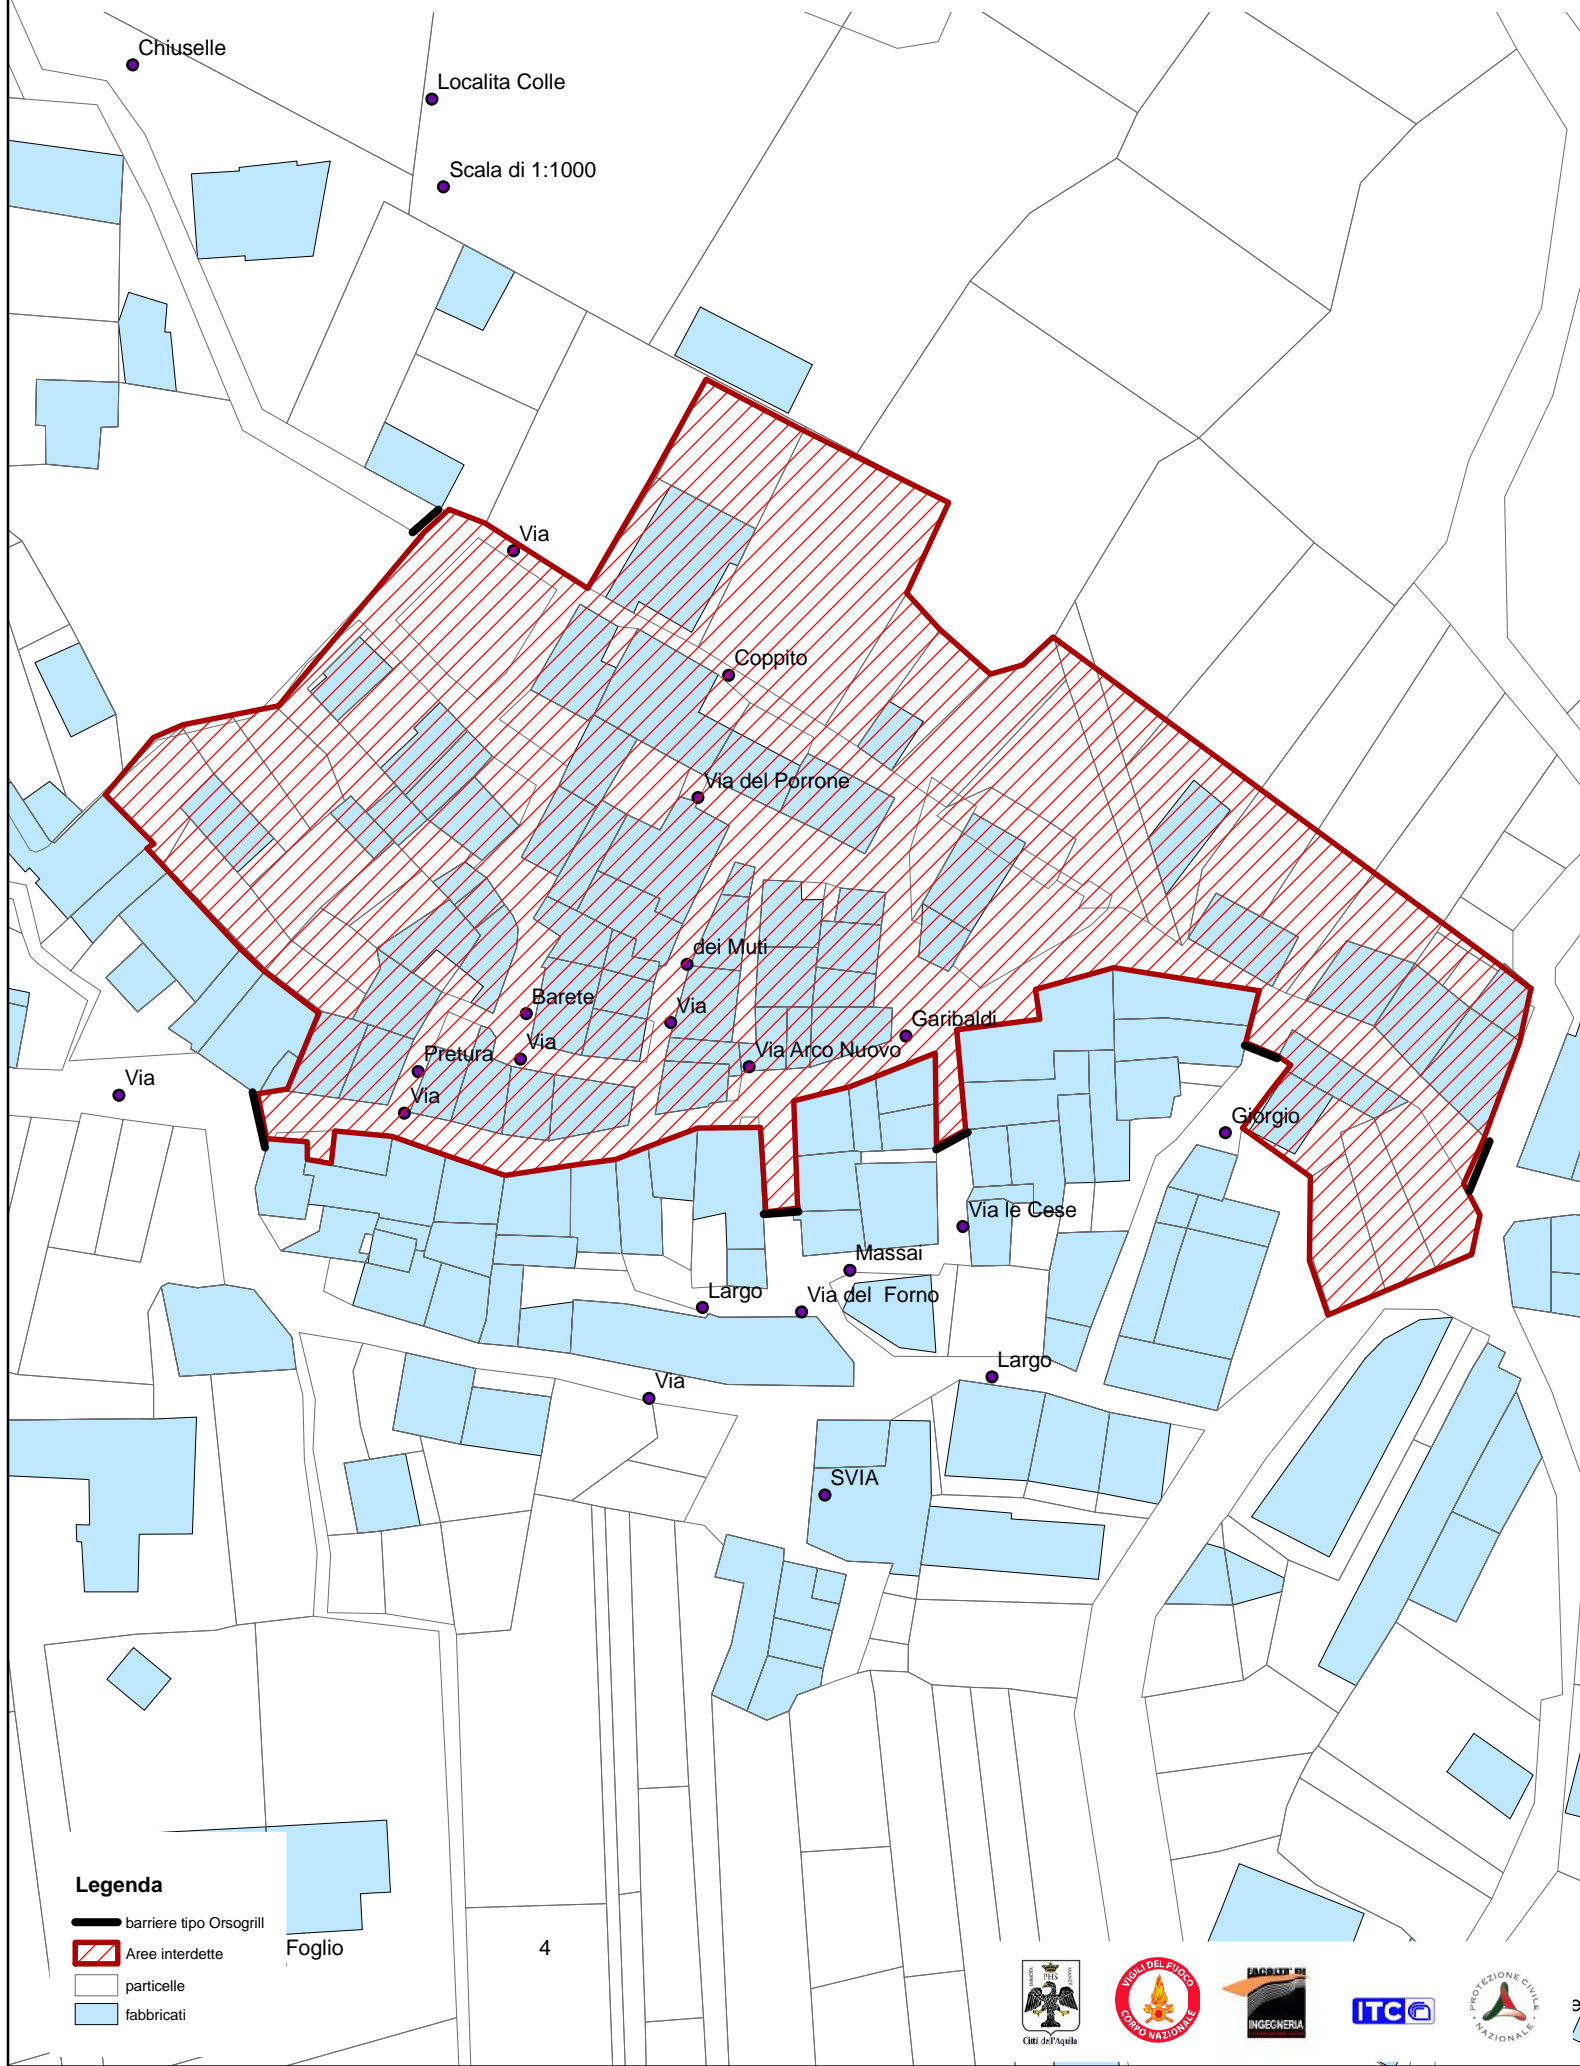 Chiuselle
Localita Colle
Scala di 1:1000
Via
Coppito
Via del Porrone
dei Muti
Barete
Via
Garibaldi
Via
Via Arco Nuovo
Pretura
Via
Via
Giorgio
Via le Cese
Massai
Largo
Via del Forno
Largo
Via
SVIA
Legenda
barriere tipo Orsogrill
Aree interdette
particelle
fabbricati
Foglio
4
PHS
Città dell'Aquila
VIGILI DEL FUOCO
CORPO NAZIONALE
FACOLTA' DI
INGEGNERIA
ITC
PROTEZIONE CIVILE
NAZIONALE